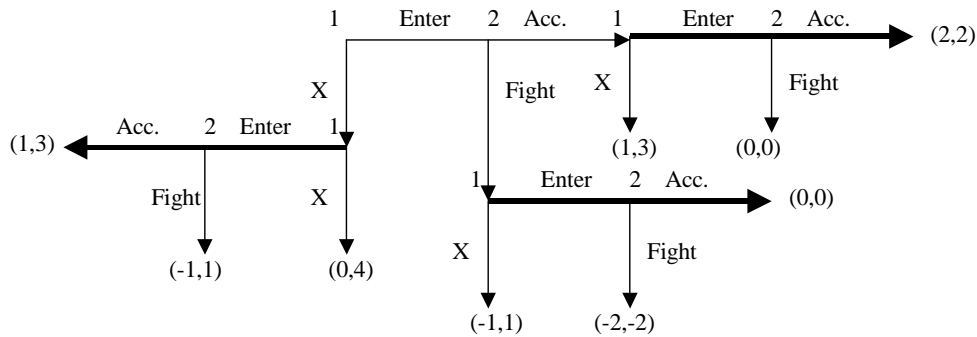 1 Enter 2 Acc. 1 Enter 2 Acc. (2,2)
X Fight X Fight
(1,3) Acc. 2 Enter 1 (1,3) (0,0)
Fight X 1 Enter 2 Acc. (0,0)
X Fight
(-1,1) (0,4)
(-1,1) (-2,-2)